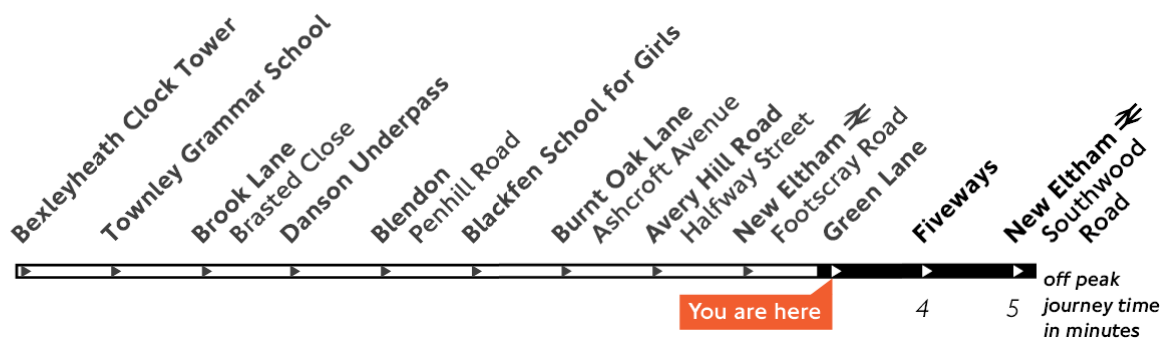 Bexleyheath Clock Tower
Townley Grammar School
Brook Lane
Brasted Close
Danson Underpass
Blendon
Penhill Road
Blackfen School for Girls
Burnt Oak Lane
Ashcroft Avenue
Avery Hill Road
Halfway Street
New Eltham
Footscray Road
Green Lane
Fiveways
New Eltham
Southwood
Road
You are here
4
5
off peak
journey time
in minutes